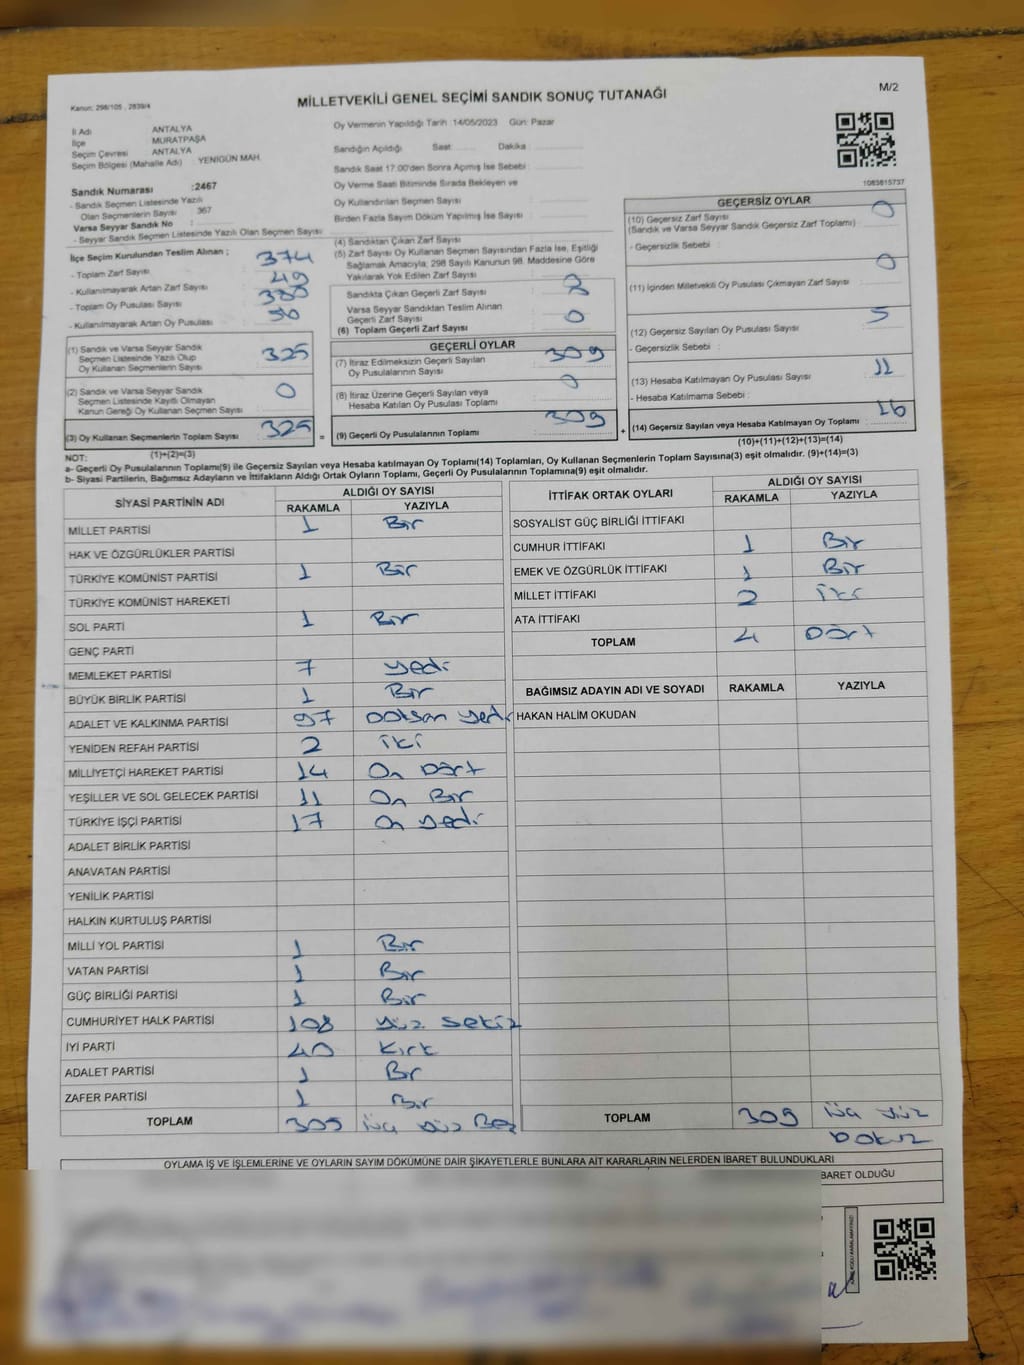 M/2
Kanun: 298/105 , 2839/4
MİLLETVEKİLİ GENEL SEÇİMİ SANDIK SONUÇ TUTANAĞI
İl Adı ANTALYA
İlçe MURATPAŞA
Seçim Çevresi ANTALYA
Seçim Bölgesi (Mahalle Adı) YENİGÜN MAH.
Sandık Numarası :2467
- Sandık Seçmen Listesinde Yazılı
Olan Seçmenlerin Sayısı 367
Varsa Seyyar Sandık No :
- Seyyar Sandık Seçmen Listesinde Yazılı Olan Seçmen Sayısı
Oy Vermenin Yapıldığı Tarih :14/05/2023 Gün: Pazar
Sandığın Açıldığı Saat Dakika
Sandık Saat 17.00'den Sonra Açılmış İse Sebebi :
Oy Verme Saati Bitiminde Sırada Bekleyen ve
Oy Kullandırılan Seçmen Sayısı
Birden Fazla Sayım Döküm Yapılmış İse Sayısı
1083815737
İlçe Seçim Kurulundan Teslim Alınan ;
- Toplam Zarf Sayısı 374
- Kullanılmayarak Artan Zarf Sayısı 49
- Toplam Oy Pusulası Sayısı 380
- Kullanılmayarak Artan Oy Pusulası
(1) Sandık ve Varsa Seyyar Sandık
Seçmen Listesinde Yazılı Olup
Oy Kullanan Seçmenlerin Sayısı 325
(2) Sandık ve Varsa Seyyar Sandık
Seçmen Listesinde Kayıtlı Olmayan
Kanun Gereği Oy Kullanan Seçmen Sayısı 0
(3) Oy Kullanan Seçmenlerin Toplam Sayısı 325 =
(1)+(2)=(3)
(4) Sandıktan Çıkan Zarf Sayısı
(5) Zarf Sayısı Oy Kullanan Seçmen Sayısından Fazla İse, Eşitliği
Sağlamak Amacıyla; 298 Sayılı Kanunun 98. Maddesine Göre
Yakılarak Yok Edilen Zarf Sayısı
Sandıkta Çıkan Geçerli Zarf Sayısı
Varsa Seyyar Sandıktan Teslim Alınan
Geçerli Zarf Sayısı 0
(6) Toplam Geçerli Zarf Sayısı
GEÇERLİ OYLAR
(7) İtiraz Edilmeksizin Geçerli Sayılan
Oy Pusulalarının Sayısı 309
(8) İtiraz Üzerine Geçerli Sayılan veya
Hesaba Katılan Oy Pusulası Toplamı 0
(9) Geçerli Oy Pusulalarının Toplamı 309 +
GEÇERSİZ OYLAR
(10) Geçersiz Zarf Sayısı 0
(Sandık ve Varsa Seyyar Sandık Geçersiz Zarf Toplamı)
- Geçersizlik Sebebi :
(11) İçinden Milletvekili Oy Pusulası Çıkmayan Zarf Sayısı 0
(12) Geçersiz Sayılan Oy Pusulası Sayısı 5
- Geçersizlik Sebebi :
(13) Hesaba Katılmayan Oy Pusulası Sayısı 11
- Hesaba Katılmama Sebebi :
(14) Geçersiz Sayılan veya Hesaba Katılmayan Oy Toplamı 16
(10)+(11)+(12)+(13)=(14)
NOT:
a- Geçerli Oy Pusulalarının Toplamı(9) ile Geçersiz Sayılan veya Hesaba katılmayan Oy Toplamı(14) Toplamları, Oy Kullanan Seçmenlerin Toplam Sayısına(3) eşit olmalıdır. (9)+(14)=(3)
b- Siyasi Partilerin, Bağımsız Adayların ve İttifakların Aldığı Ortak Oyların Toplamı, Geçerli Oy Pusulalarının Toplamına(9) eşit olmalıdır.
SİYASİ PARTİNİN ADI ALDIĞI OY SAYISI
RAKAMLA YAZIYLA
MİLLET PARTİSİ 1 Bir
HAK VE ÖZGÜRLÜKLER PARTİSİ
TÜRKİYE KOMÜNİST PARTİSİ 1 Bir
TÜRKİYE KOMÜNİST HAREKETİ
SOL PARTİ 1 Bir
GENÇ PARTİ
MEMLEKET PARTİSİ 7 yedi
BÜYÜK BİRLİK PARTİSİ 1 Bir
ADALET VE KALKINMA PARTİSİ 97 Doksan yedi
YENİDEN REFAH PARTİSİ 2 iki
MİLLİYETÇİ HAREKET PARTİSİ 14 On Dört
YEŞİLLER VE SOL GELECEK PARTİSİ 11 On Bir
TÜRKİYE İŞÇİ PARTİSİ 17 On yedi
ADALET BİRLİK PARTİSİ
ANAVATAN PARTİSİ
YENİLİK PARTİSİ
HALKIN KURTULUŞ PARTİSİ
MİLLİ YOL PARTİSİ 1 Bir
VATAN PARTİSİ 1 Bir
GÜÇ BİRLİĞİ PARTİSİ 1 Bir
CUMHURİYET HALK PARTİSİ 108 yüz sekiz
İYİ PARTİ 40 Kırk
ADALET PARTİSİ 1 Bir
ZAFER PARTİSİ 1 Bir
TOPLAM 305 üç yüz Beş
İTTİFAK ORTAK OYLARI ALDIĞI OY SAYISI
RAKAMLA YAZIYLA
SOSYALİST GÜÇ BİRLİĞİ İTTİFAKI
CUMHUR İTTİFAKI 1 Bir
EMEK VE ÖZGÜRLÜK İTTİFAKI 1 Bir
MİLLET İTTİFAKI 2 iki
ATA İTTİFAKI
TOPLAM 4 Dört
BAĞIMSIZ ADAYIN ADI VE SOYADI RAKAMLA YAZIYLA
HAKAN HALİM OKUDAN
TOPLAM 309 üç yüz
Dokuz
OYLAMA İŞ VE İŞLEMLERİNE VE OYLARIN SAYIM DÖKÜMÜNE DAİR ŞİKAYETLERLE BUNLARA AİT KARARLARIN NELERDEN İBARET BULUNDUKLARI
BARET OLDUĞU